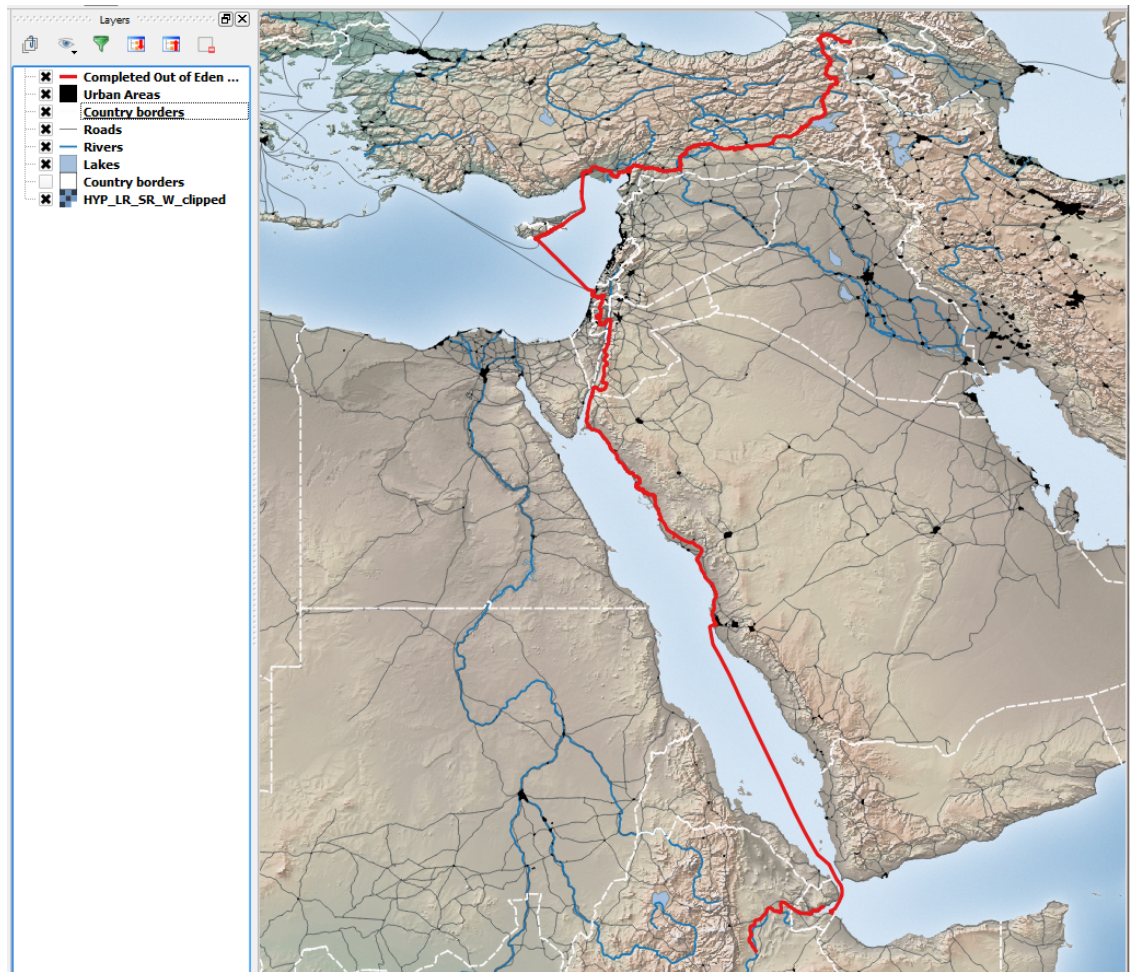 Layers
Completed Out of Eden ...
Urban Areas
Country borders
Roads
Rivers
Lakes
Country borders
HYP_LR_SR_W_clipped